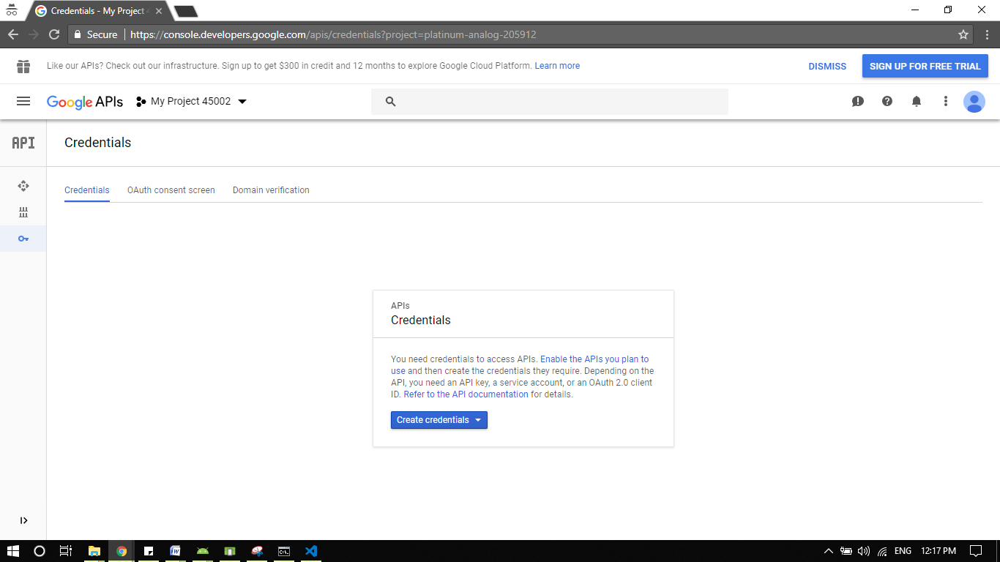 Credentials - My Project 4
Secure
https://console.developers.google.com/apis/credentials?project=platinum-analog-205912
Like our APIs? Check out our infrastructure. Sign up to get $300 in credit and 12 months to explore Google Cloud Platform. Learn more
DISMISS
SIGN UP FOR FREE TRIAL
Google APIs
My Project 45002
API
Credentials
Credentials
OAuth consent screen
Domain verification
APIs
Credentials
You need credentials to access APIs. Enable the APIs you plan to
use and then create the credentials they require. Depending on the
API, you need an API key, a service account, or an OAuth 2.0 client
ID. Refer to the API documentation for details.
Create credentials
ENG
12:17 PM